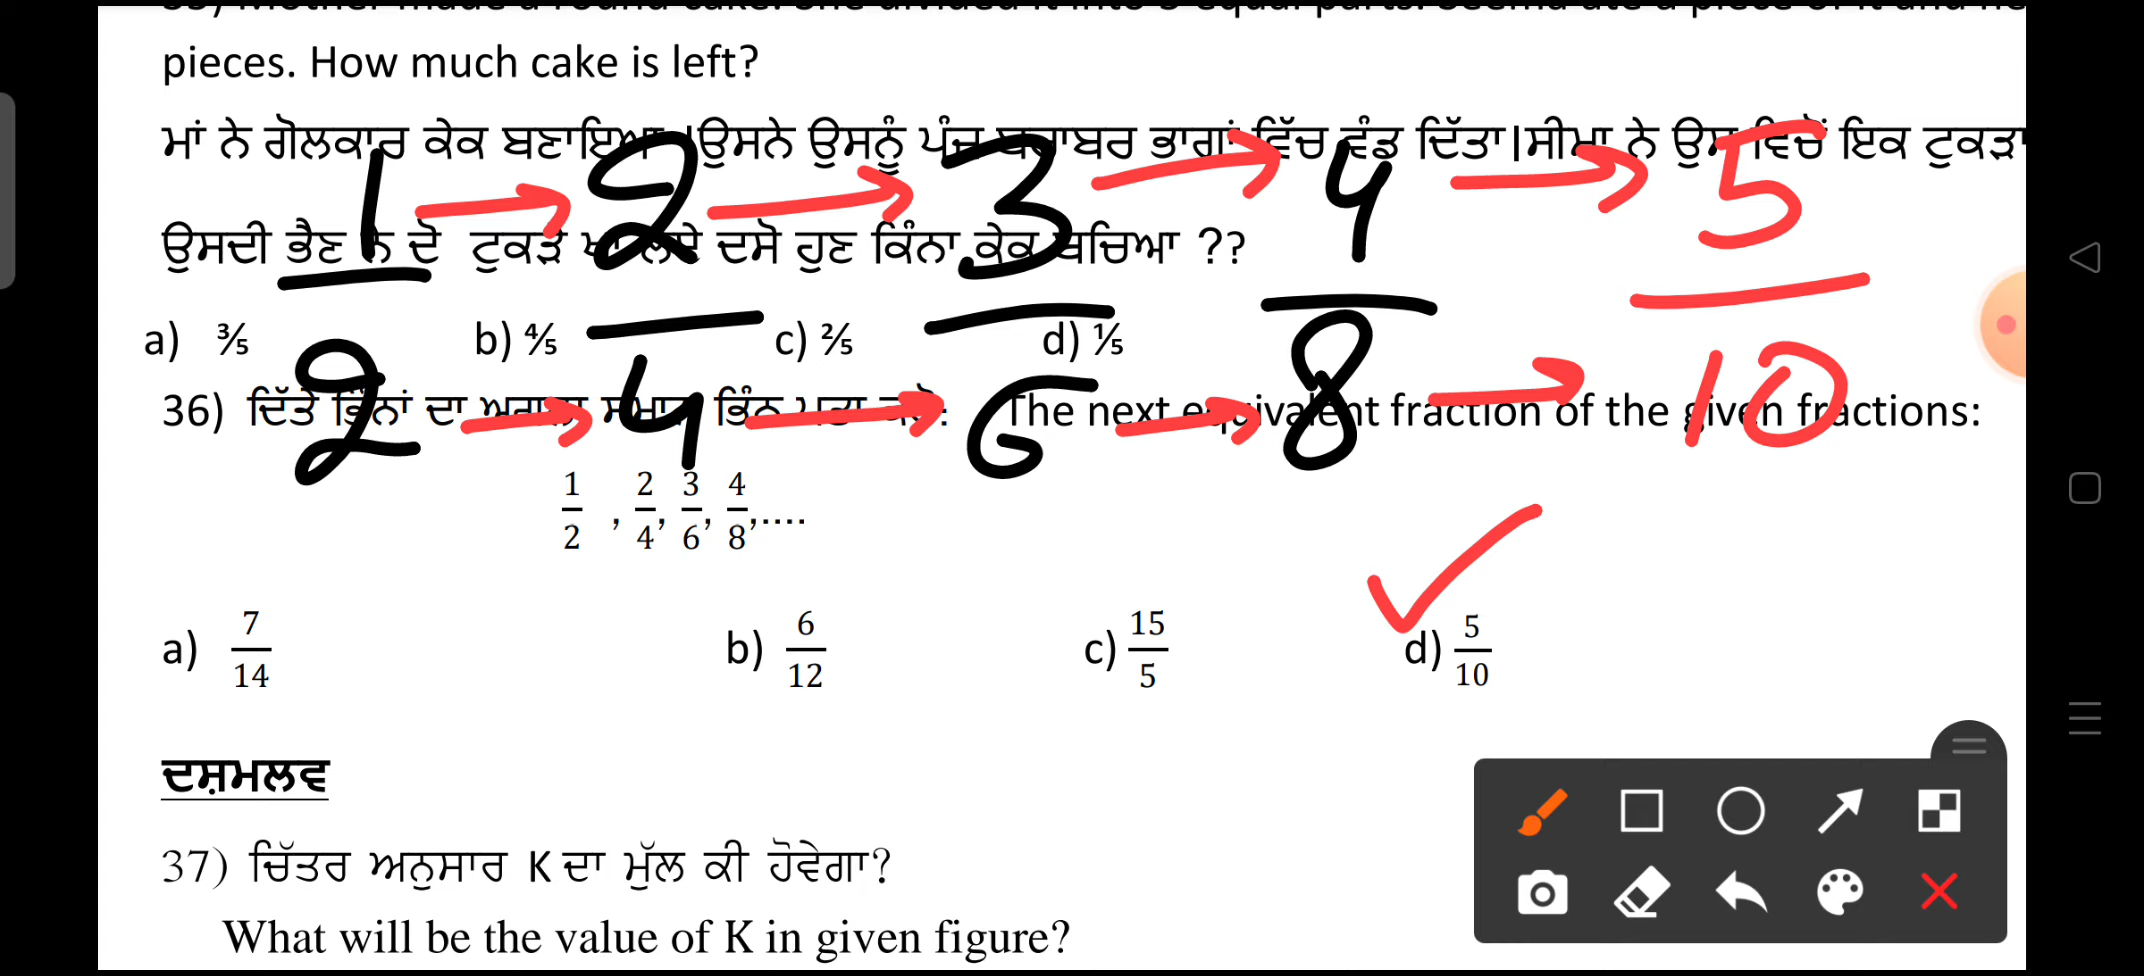 pieces. How much cake is left?
ਮਾਂ ਨੇ ਗੋਲਕਾਰ ਕੇਕ ਬਣਾਇਆ ਉਸਨੇ ਉਸਨੂੰ ਪੰਜ ਬਰਾਬਰ ਭਾਗਾਂ ਵਿੱਚ ਵੰਡ ਦਿੱਤਾ।ਸੀਮਾ ਨੇ ਉਸ ਵਿਚੋਂ ਇਕ ਟੁਕੜਾ
ਉਸਦੀ ਭੈਣ ਨੇ ਦੋ ਟੁਕੜੇ ਦਸੋ ਹੁਣ ਕਿੰਨਾ ਕੇਕ ਬਚਿਆ ??
1/2 → 2/4 → 3/6 → 4/8 → 5/10
a) ⅗ b) ⅘ c) ⅖ d) ⅕
36) ਦਿੱਤੇ ਭਿੰਨਾਂ ਦਾ ਅਗਲਾ ਸਮਾਨ ਭਿੰਨ ਪਤਾ ਕਰੋ: The next equivalent fraction of the given fractions:
1/2 , 2/4, 3/6, 4/8,....
a) 7/14 b) 6/12 c) 15/5 d) 5/10
ਦਸ਼ਮਲਵ
37) ਚਿੱਤਰ ਅਨੁਸਾਰ K ਦਾ ਮੁੱਲ ਕੀ ਹੋਵੇਗਾ?
What will be the value of K in given figure?